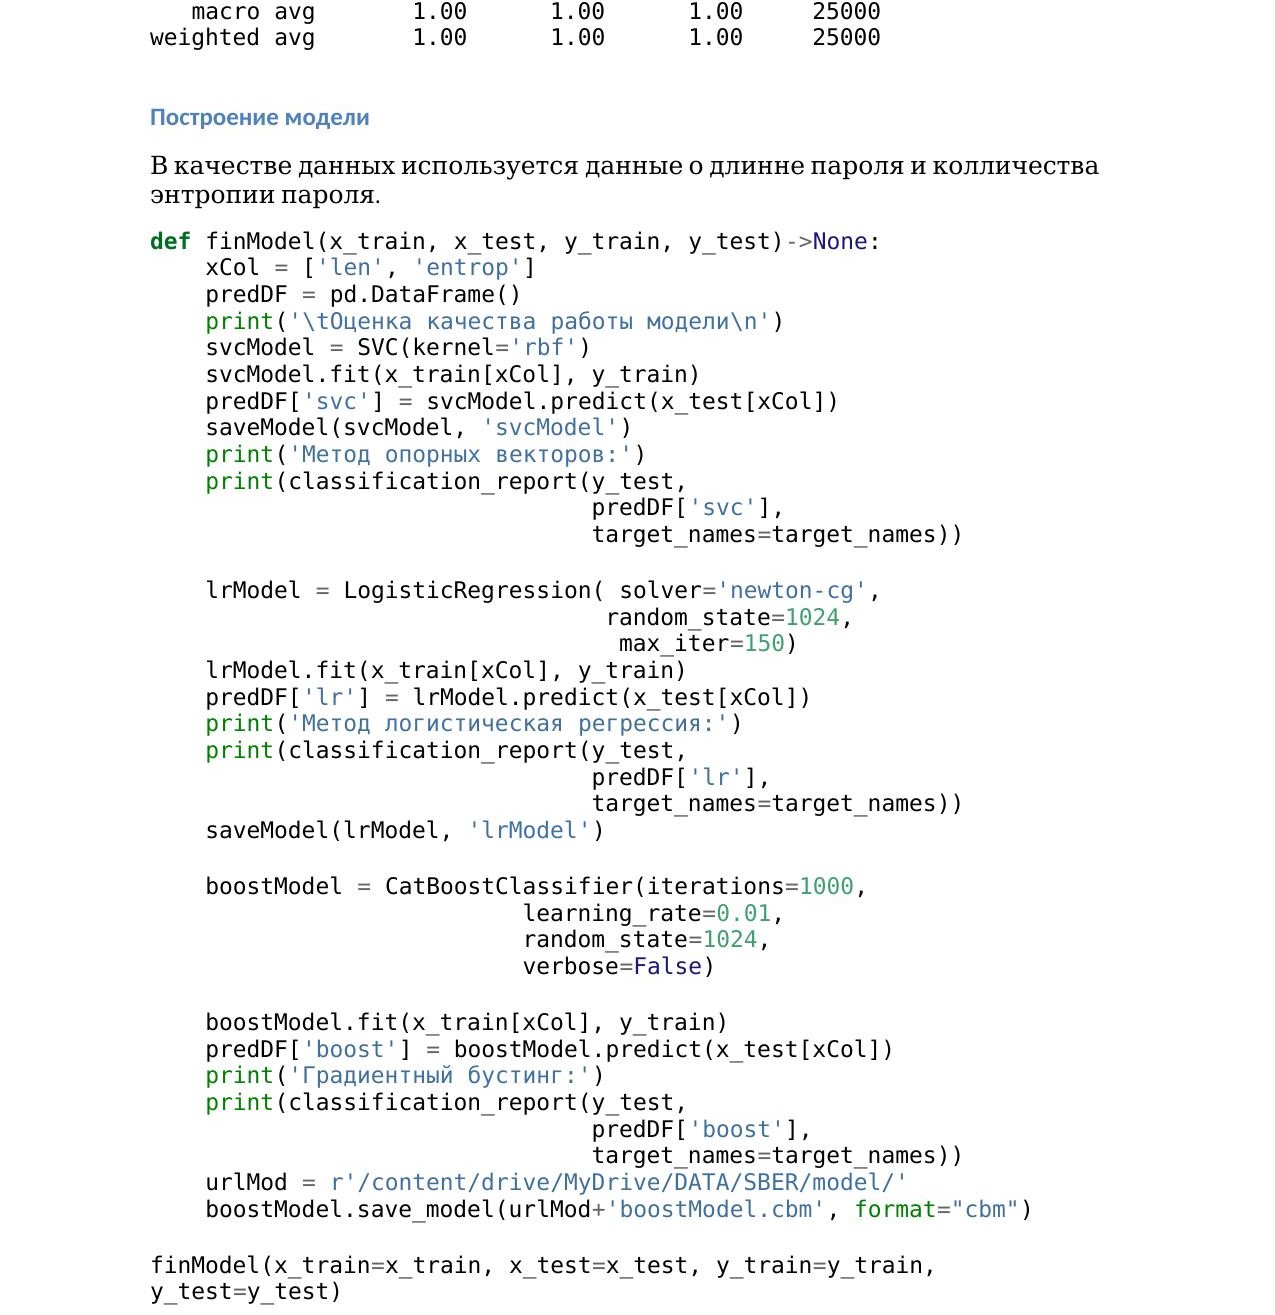 macro avg 1.00 1.00 1.00 25000
weighted avg 1.00 1.00 1.00 25000
Построение модели
В качестве данных используется данные о длинне пароля и колличества
энтропии пароля.
def finModel(x_train, x_test, y_train, y_test)->None:
    xCol = ['len', 'entrop']
    predDF = pd.DataFrame()
    print('\tОценка качества работы модели\n')
    svcModel = SVC(kernel='rbf')
    svcModel.fit(x_train[xCol], y_train)
    predDF['svc'] = svcModel.predict(x_test[xCol])
    saveModel(svcModel, 'svcModel')
    print('Метод опорных векторов:')
    print(classification_report(y_test,
                                predDF['svc'],
                                target_names=target_names))
    lrModel = LogisticRegression( solver='newton-cg',
                                 random_state=1024,
                                  max_iter=150)
    lrModel.fit(x_train[xCol], y_train)
    predDF['lr'] = lrModel.predict(x_test[xCol])
    print('Метод логистическая регрессия:')
    print(classification_report(y_test,
                                predDF['lr'],
                                target_names=target_names))
    saveModel(lrModel, 'lrModel')
    boostModel = CatBoostClassifier(iterations=1000,
                           learning_rate=0.01,
                           random_state=1024,
                           verbose=False)
    boostModel.fit(x_train[xCol], y_train)
    predDF['boost'] = boostModel.predict(x_test[xCol])
    print('Градиентный бустинг:')
    print(classification_report(y_test,
                                predDF['boost'],
                                target_names=target_names))
    urlMod = r'/content/drive/MyDrive/DATA/SBER/model/'
    boostModel.save_model(urlMod+'boostModel.cbm', format="cbm")
finModel(x_train=x_train, x_test=x_test, y_train=y_train,
y_test=y_test)